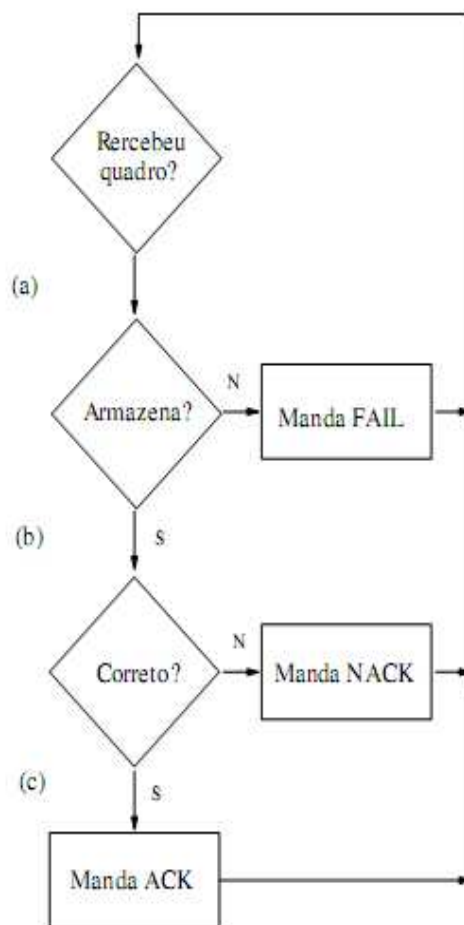 Rercebeu
quadro?
(a)
N
Armazena?
Manda FAIL
(b)
S
N
Correto?
Manda NACK
(c)
S
Manda ACK